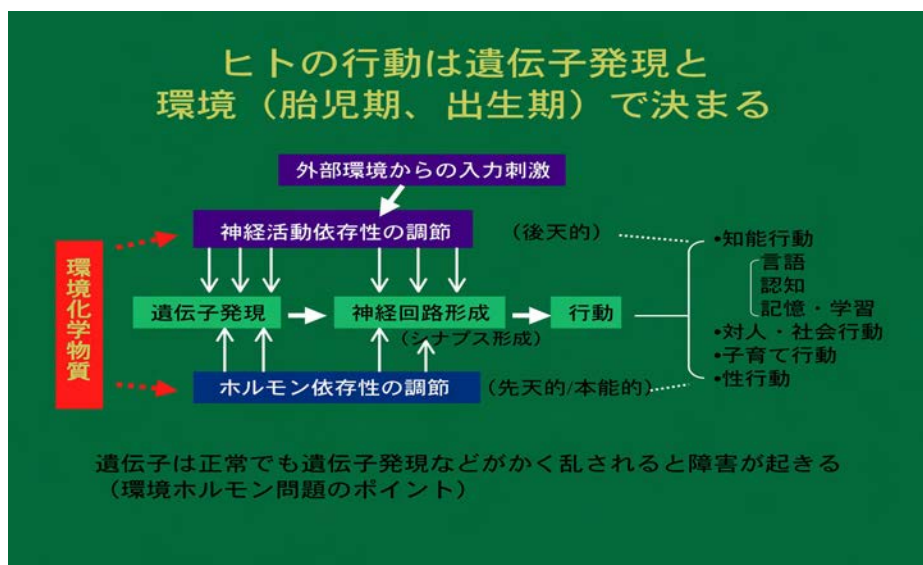 ヒトの行動は遺伝子発現と
環境（胎児期、出生期）で決まる
外部環境からの入力刺激
神経活動依存性の調節
（後天的）
環境化学物質
遺伝子発現
神経回路形成
（シナプス形成）
行動
•知能行動
言語
認知
記憶・学習
•対人・社会行動
•子育て行動
•性行動
ホルモン依存性の調節
（先天的/本能的）
遺伝子は正常でも遺伝子発現などがかく乱されると障害が起きる
（環境ホルモン問題のポイント）